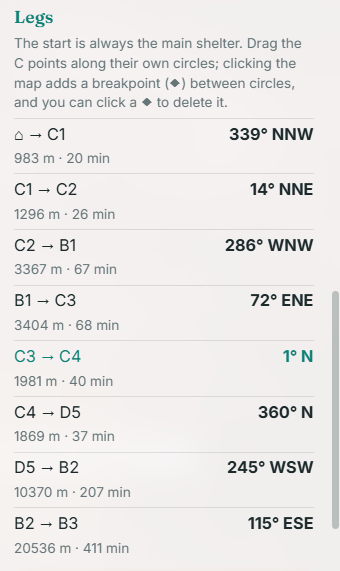 Legs
The start is always the main shelter. Drag the
C points along their own circles; clicking the
map adds a breakpoint (◆) between circles,
and you can click a ◆ to delete it.
⌂ → C1 339° NNW
983 m · 20 min
C1 → C2 14° NNE
1296 m · 26 min
C2 → B1 286° WNW
3367 m · 67 min
B1 → C3 72° ENE
3404 m · 68 min
C3 → C4 1° N
1981 m · 40 min
C4 → D5 360° N
1869 m · 37 min
D5 → B2 245° WSW
10370 m · 207 min
B2 → B3 115° ESE
20536 m · 411 min